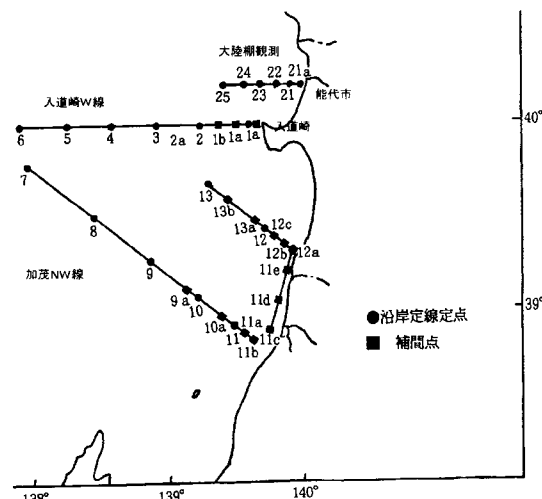 大陸棚観測
21a
24
22
25
23
21
能代市
入道崎W線
40°
6
5
4
3
2a
2
1b
1a
1a
入道崎
7
13
13b
8
13a
12c
12
12b
12a
9
11e
加茂NW線
9a
10
11d
39°
10a
11a
11
11b
11c
●沿岸定線定点
■ 補間点
138°
139°
140°